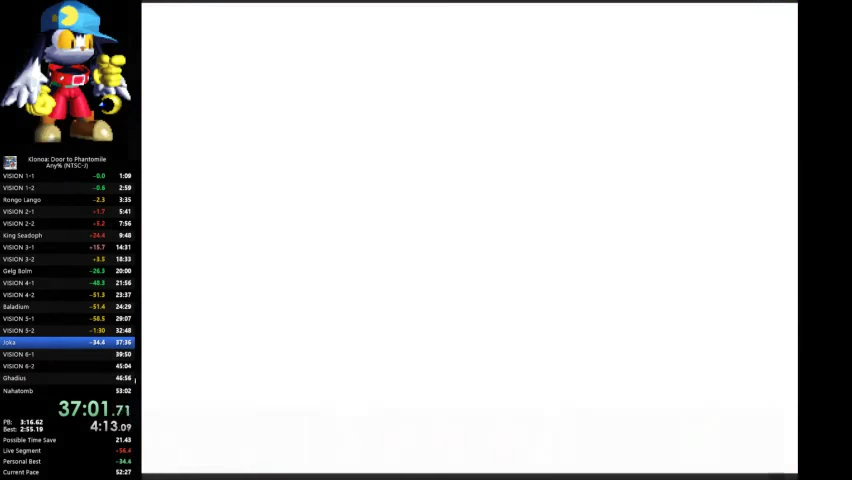 Klonoa: Door to Phantomile
Any% (NTSC-J)
VISION 1-1 −0.0 1:09
VISION 1-2 −0.6 2:59
Rongo Lango −2.3 3:35
VISION 2-1 +1.7 5:41
VISION 2-2 +5.2 7:56
King Seadoph +24.4 9:48
VISION 3-1 +15.7 14:31
VISION 3-2 +3.5 18:33
Gelg Bolm −26.3 20:00
VISION 4-1 −48.3 21:56
VISION 4-2 −51.3 23:37
Baladium −51.4 24:29
VISION 5-1 −58.5 29:07
VISION 5-2 −1:30 32:48
Joka −34.4 37:36
VISION 6-1 39:50
VISION 6-2 45:04
Ghadius 46:56
Nahatomb 53:02
37:01.71
PB: 3:16.62
Best: 2:55.19
4:13.09
Possible Time Save 21.43
Live Segment +56.4
Personal Best −34.4
Current Pace 52:27